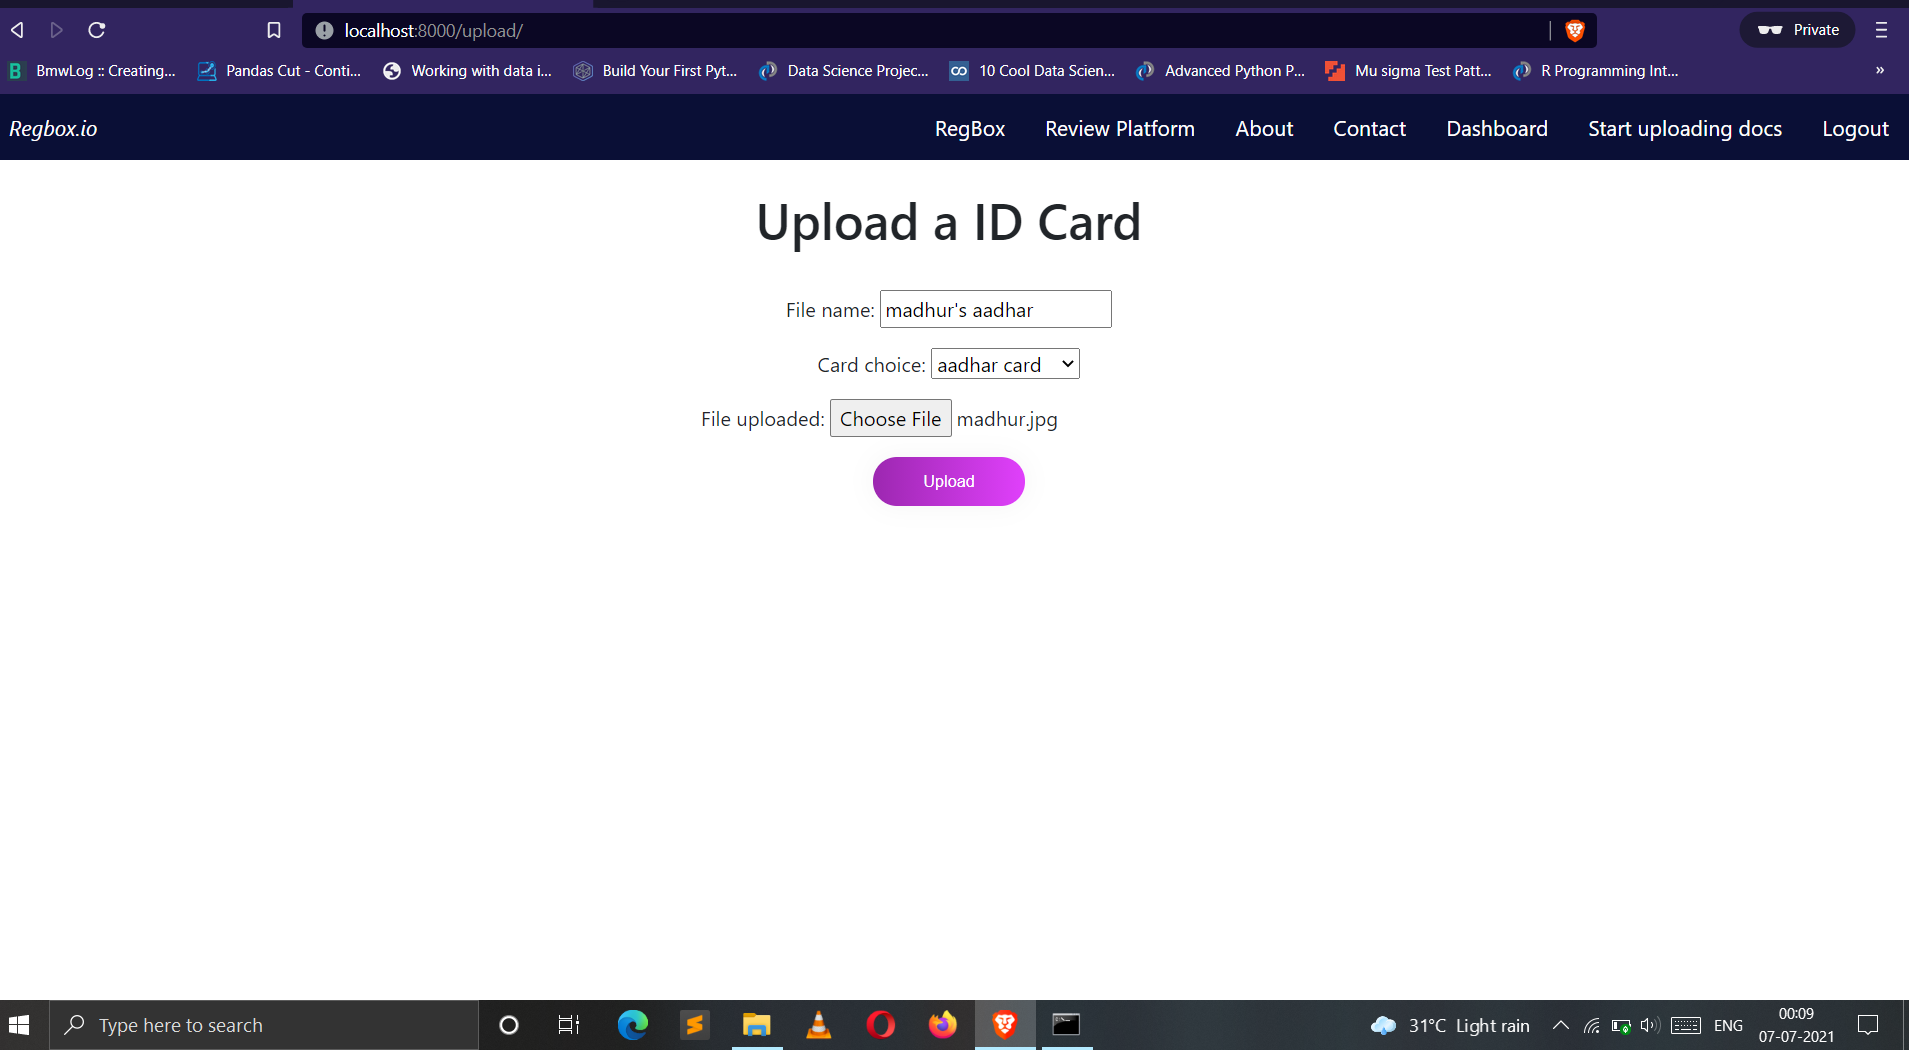 localhost:8000/upload/
Private
B BmwLog :: Creating... Pandas Cut - Conti... Working with data i... Build Your First Pyt... Data Science Projec... 10 Cool Data Scien... Advanced Python P... Mu sigma Test Patt... R Programming Int... »
Regbox.io RegBox Review Platform About Contact Dashboard Start uploading docs Logout
Upload a ID Card
File name: madhur's aadhar
Card choice: aadhar card
File uploaded: Choose File madhur.jpg
Upload
Type here to search 31°C Light rain ENG 00:09
07-07-2021